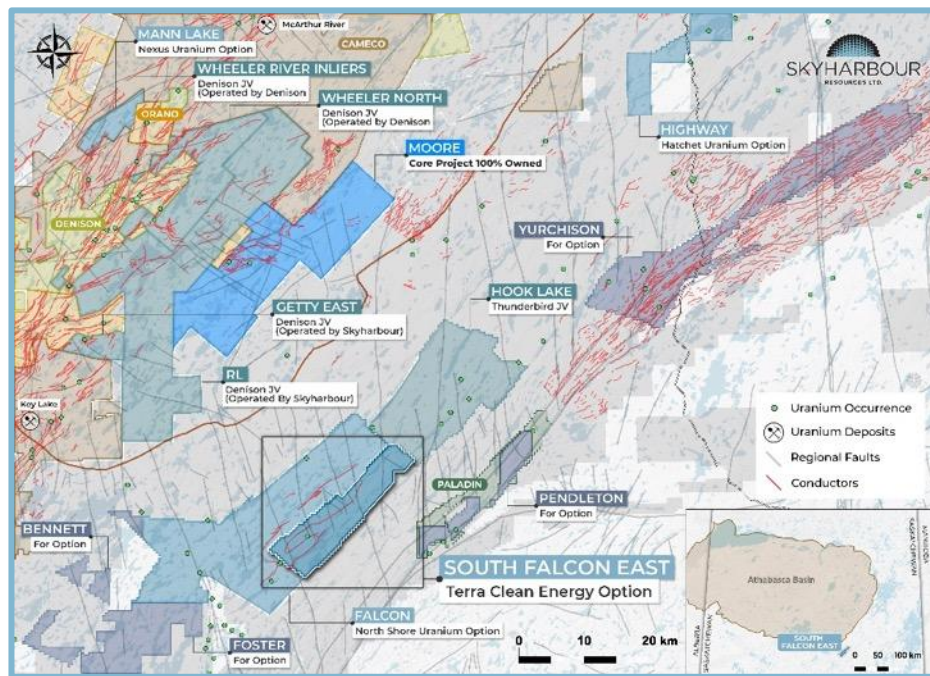 McArthur River
MANN LAKE
Nexus Uranium Option
CAMECO
WHEELER RIVER INLIERS
Denison JV
(Operated by Denison
ORANO
WHEELER NORTH
Denison JV
(Operated by Denison
MOORE
Core Project 100% Owned
SKYHARBOUR
RESOURCES LTD.
HIGHWAY
Hatchet Uranium Option
DENISON
YURCHISON
For Option
GETTY EAST
Denison JV
(Operated by Skyharbour)
HOOK LAKE
Thunderbird JV
RL
Denison JV
(Operated By Skyharbour)
Key Lake
Uranium Occurrence
Uranium Deposits
Regional Faults
Conductors
PALADIN
PENDLETON
For Option
BENNETT
For Option
SOUTH FALCON EAST
Terra Clean Energy Option
FALCON
North Shore Uranium Option
FOSTER
For Option
0 10 20 km
Athabasca Basin
ALBERTA
SASKATCHEWAN
SASKATCHEWAN
MANITOBA
SOUTH
FALCON EAST
0 50 100 km